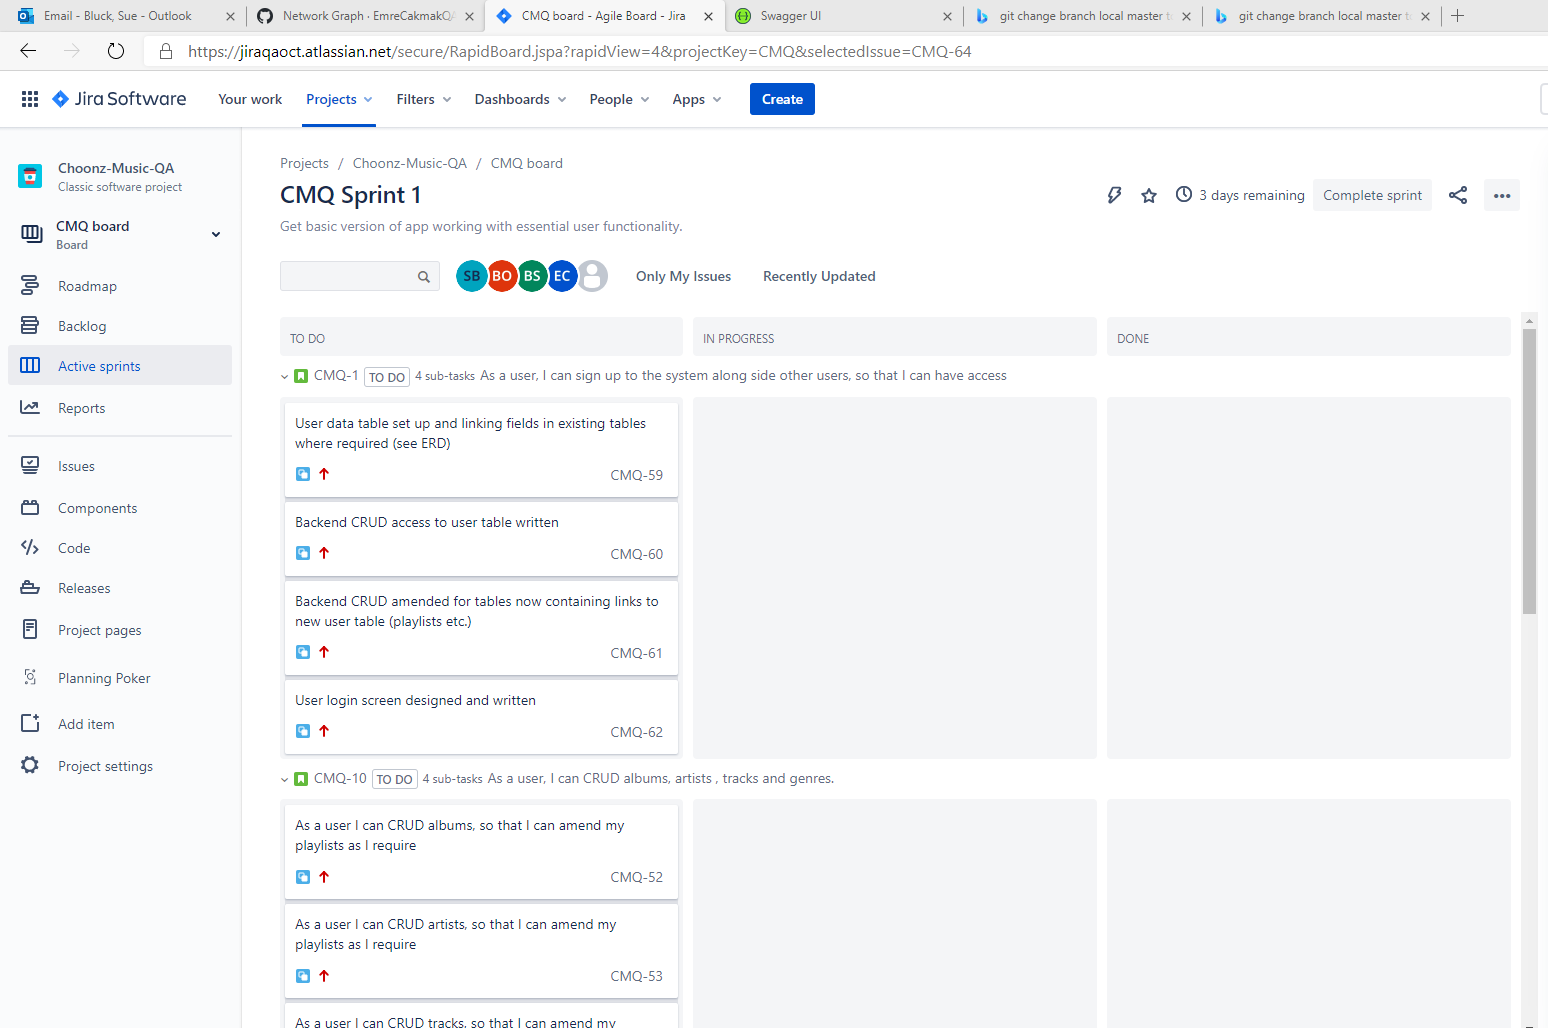 Email - Bluck, Sue - Outlook
Network Graph · EmreCakmakQA
CMQ board - Agile Board - Jira
Swagger UI
git change branch local master t
git change branch local master t
https://jiraqaoct.atlassian.net/secure/RapidBoard.jspa?rapidView=4&projectKey=CMQ&selectedIssue=CMQ-64
Jira Software
Your work
Projects
Filters
Dashboards
People
Apps
Create
Choonz-Music-QA
Classic software project
CMQ board
Board
Roadmap
Backlog
Active sprints
Reports
Issues
Components
Code
Releases
Project pages
Planning Poker
Add item
Project settings
Projects / Choonz-Music-QA / CMQ board
CMQ Sprint 1
3 days remaining
Complete sprint
Get basic version of app working with essential user functionality.
SB BO BS EC
Only My Issues
Recently Updated
TO DO
IN PROGRESS
DONE
CMQ-1 TO DO 4 sub-tasks As a user, I can sign up to the system along side other users, so that I can have access
User data table set up and linking fields in existing tables
where required (see ERD)
CMQ-59
Backend CRUD access to user table written
CMQ-60
Backend CRUD amended for tables now containing links to
new user table (playlists etc.)
CMQ-61
User login screen designed and written
CMQ-62
CMQ-10 TO DO 4 sub-tasks As a user, I can CRUD albums, artists , tracks and genres.
As a user I can CRUD albums, so that I can amend my
playlists as I require
CMQ-52
As a user I can CRUD artists, so that I can amend my
playlists as I require
CMQ-53
As a user I can CRUD tracks, so that I can amend my